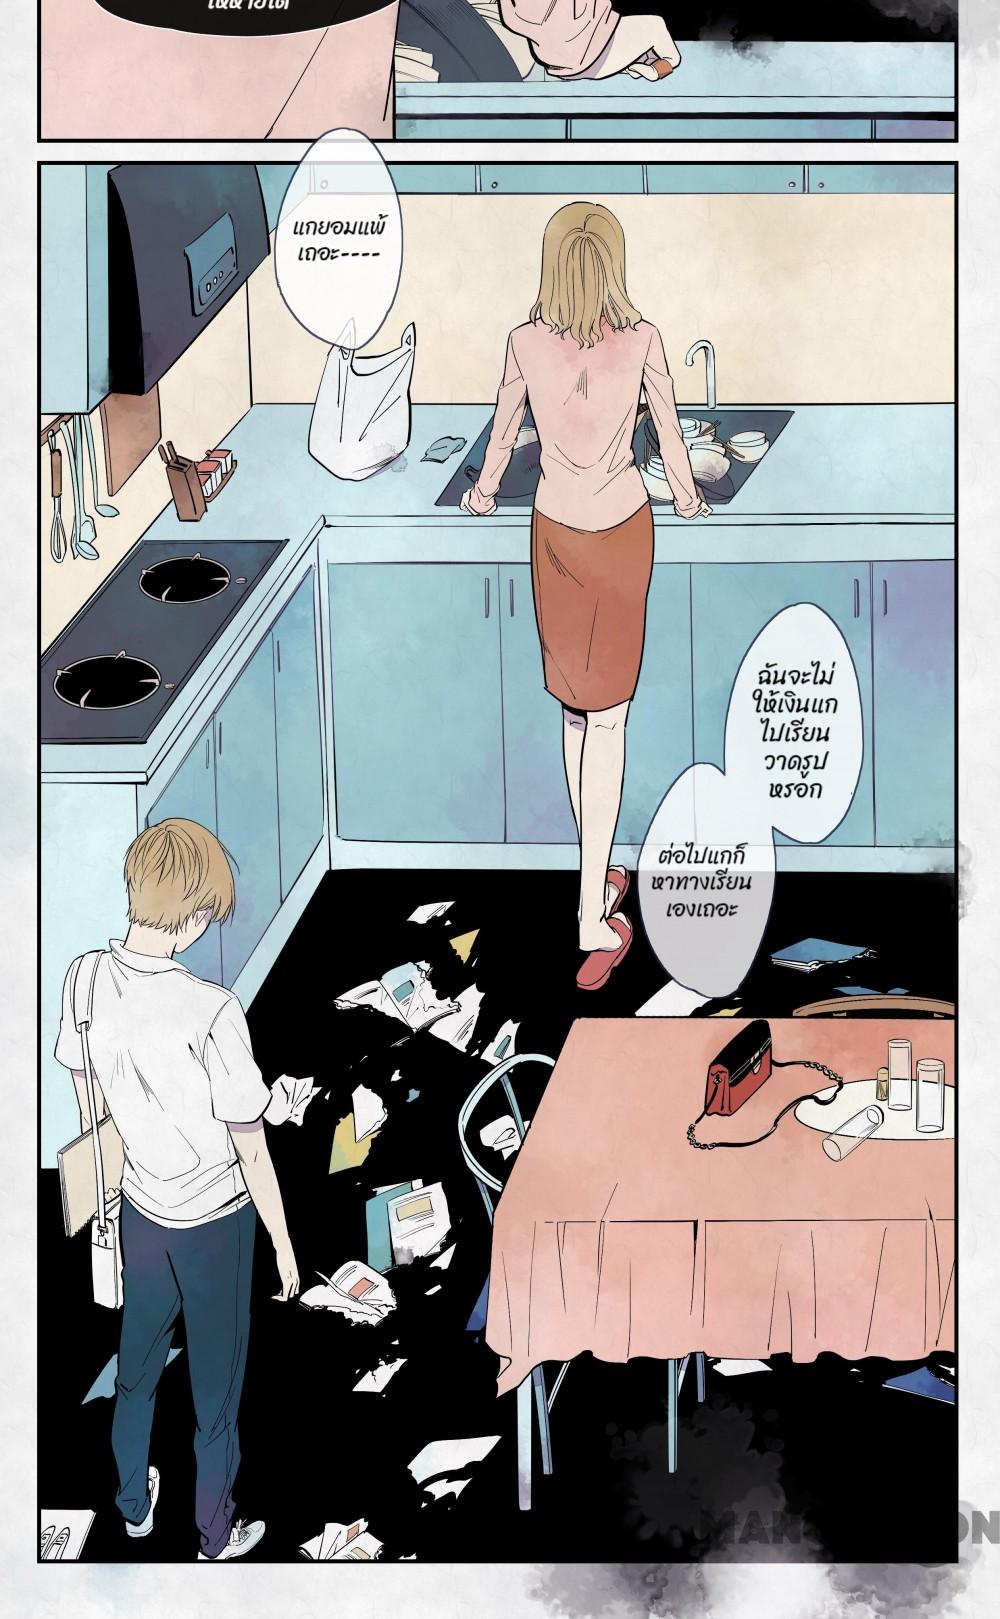 แกยอมแพ้
เถอะ----
ฉันจะไม่
ให้เงินแก
ไปเรียน
วาดรูป
หรอก
ต่อไปแกก็
หาทางเรียน
เองเถอะ